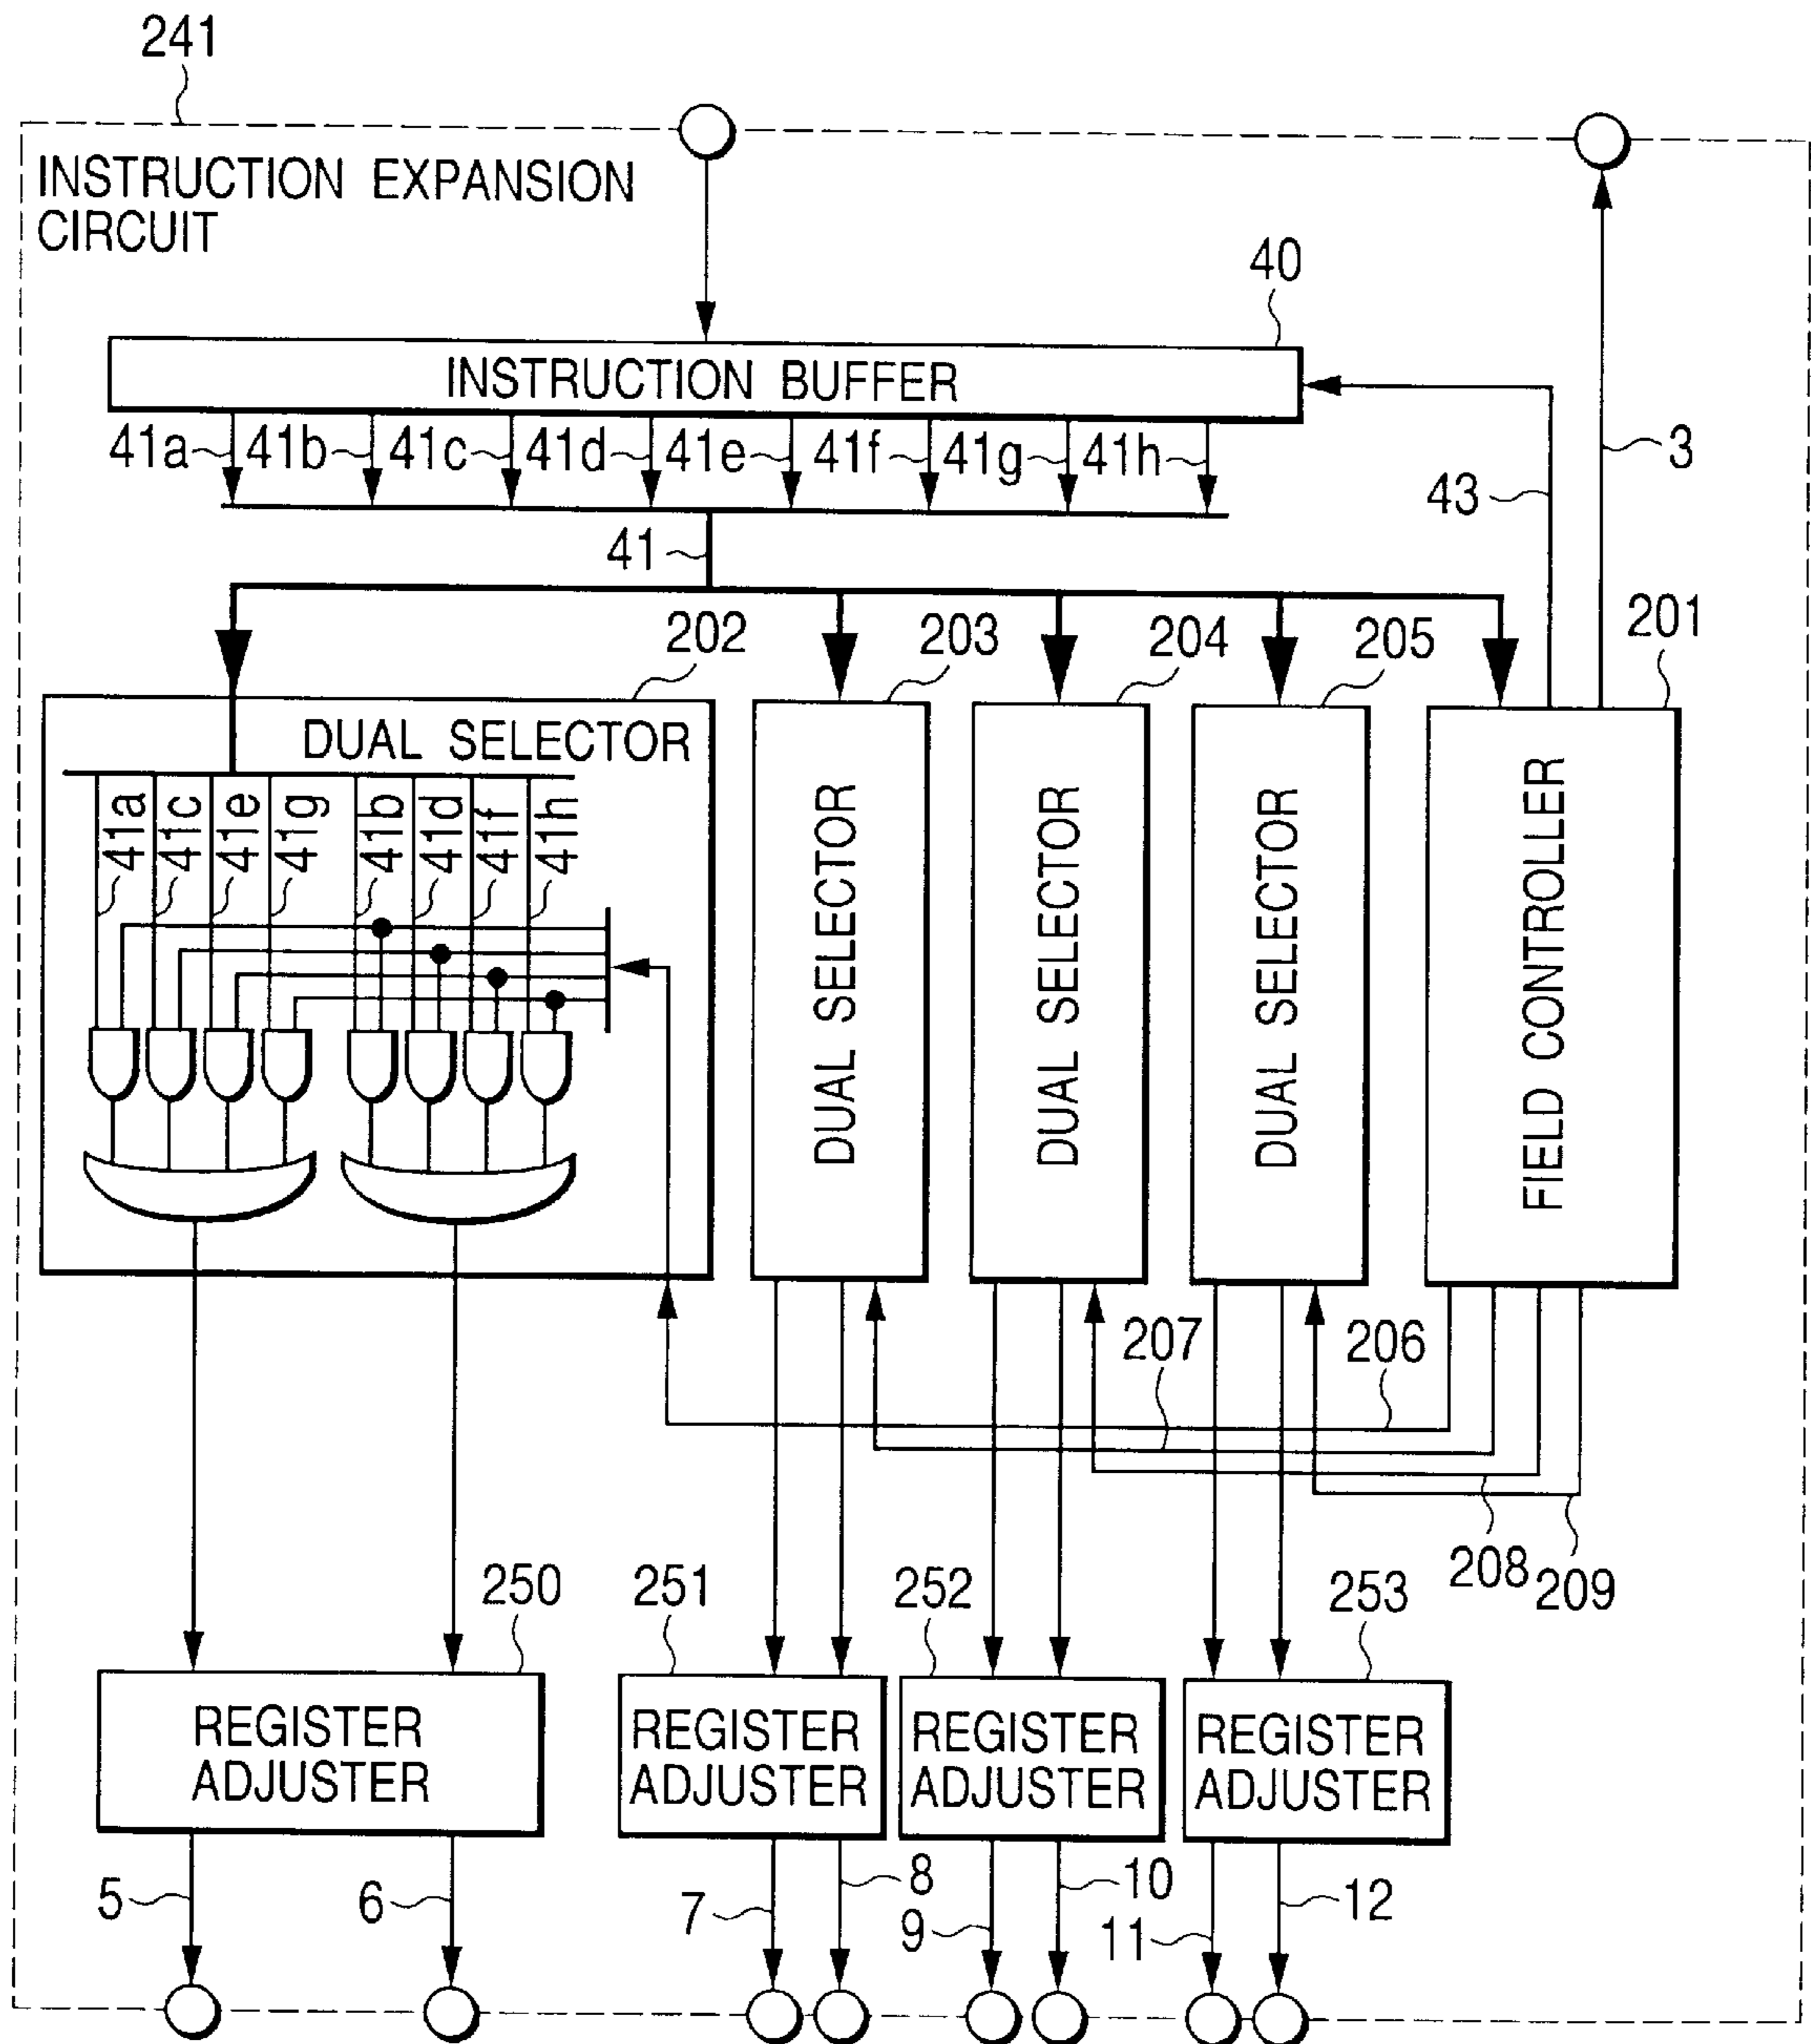 241
INSTRUCTION EXPANSION
CIRCUIT
40
INSTRUCTION BUFFER
41a 41b 41c 41d 41e 41f 41g 41h
43
3
41
202
203
204
205
201
DUAL SELECTOR
41a 41c 41e 41g 41b 41d 41f 41h
DUAL SELECTOR
DUAL SELECTOR
DUAL SELECTOR
FIELD CONTROLLER
207
206
208
209
250
251
252
253
REGISTER
ADJUSTER
REGISTER
ADJUSTER
REGISTER
ADJUSTER
REGISTER
ADJUSTER
5
6
7
8
9
10
11
12